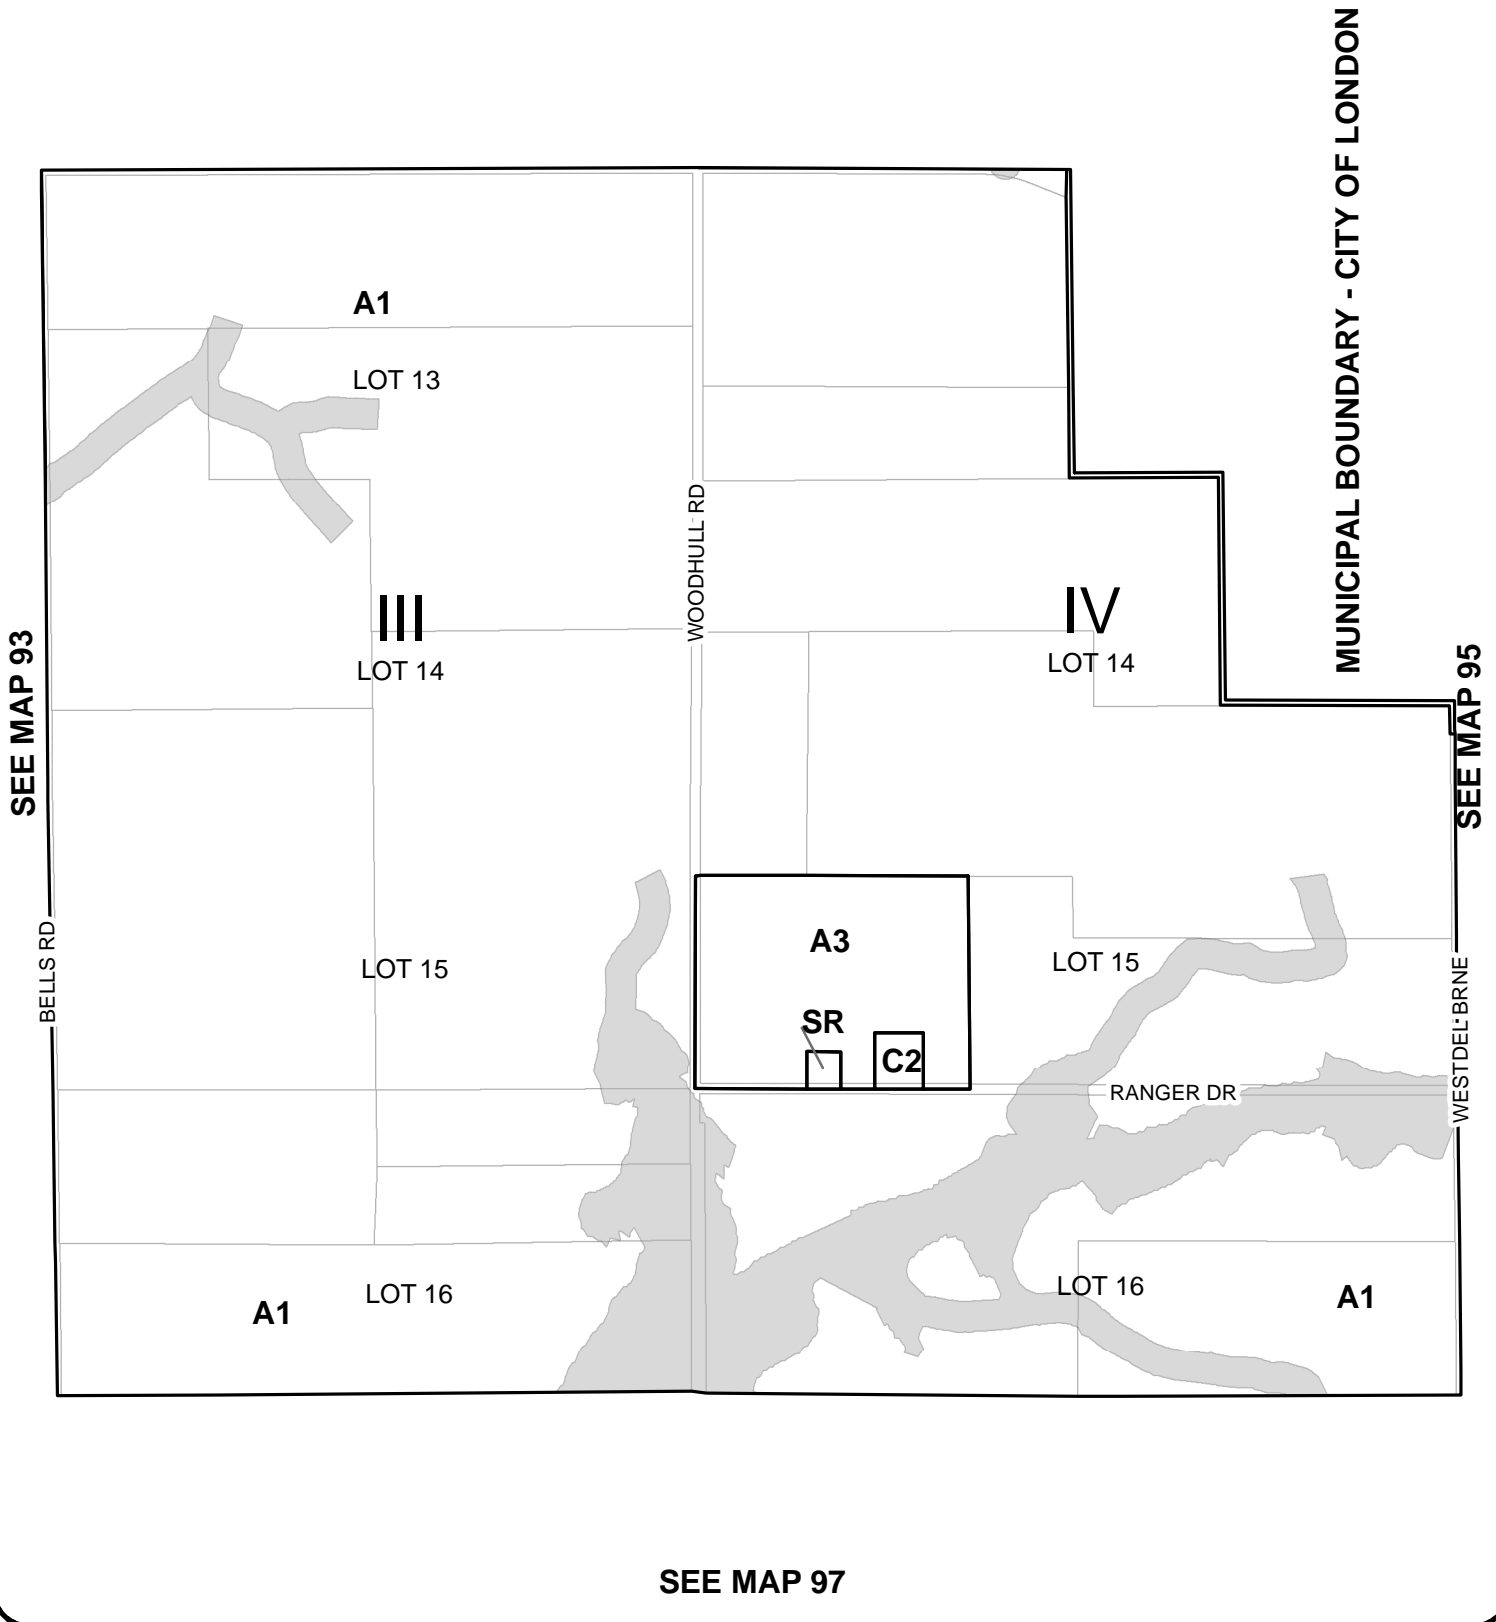 MUNICIPAL BOUNDARY - CITY OF LONDON
A1
LOT 13
WOODHULL RD
III
IV
LOT 14
LOT 14
SEE MAP 93
SEE MAP 95
A3
BELLS RD
LOT 15
LOT 15
WESTDEL BRNE
SR
C2
RANGER DR
LOT 16
LOT 16
A1
A1
SEE MAP 97